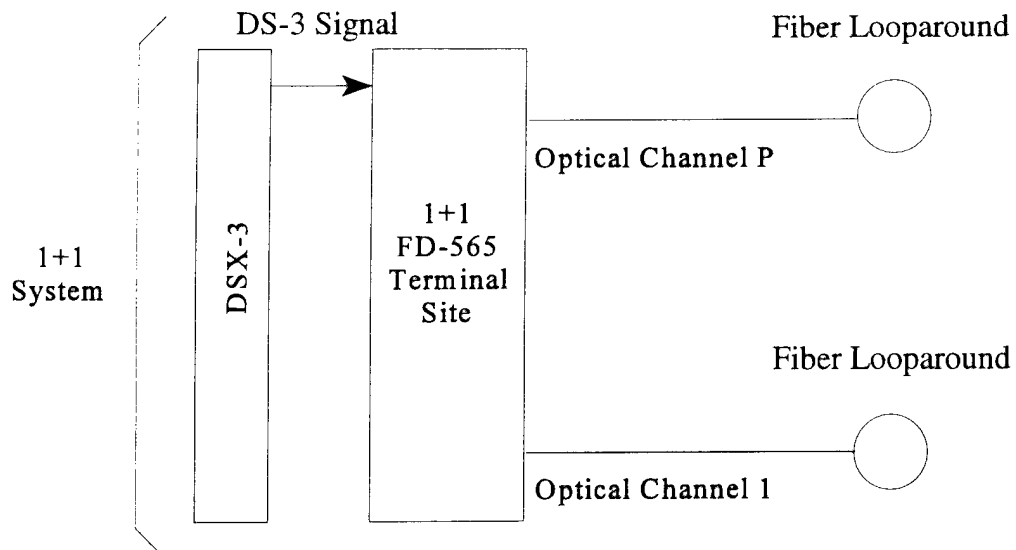 DS-3 Signal
Fiber Looparound
Optical Channel P
1+1
System
DSX-3
1+1
FD-565
Terminal
Site
Fiber Looparound
Optical Channel 1